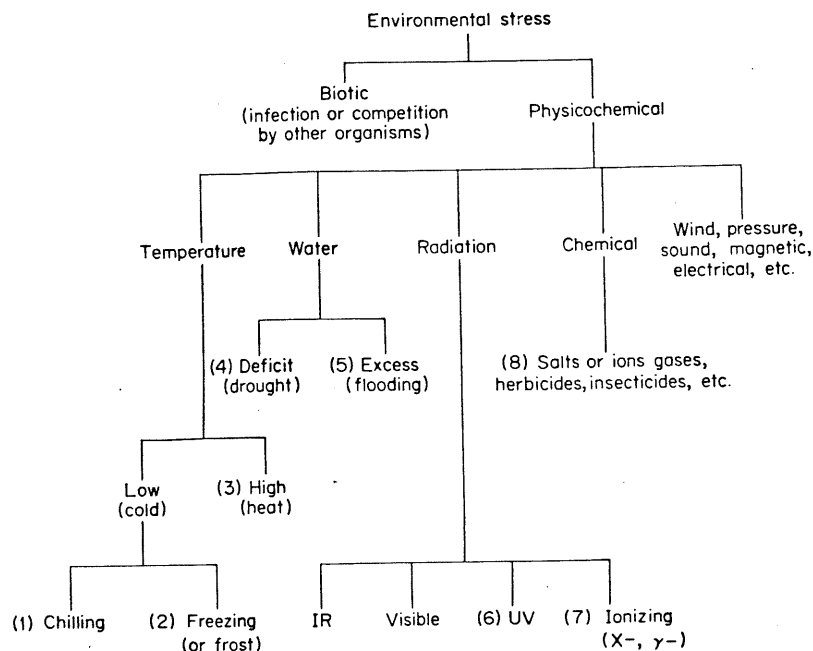 Environmental stress
Biotic
(infection or competition
by other organisms)
Physicochemical
Temperature
Water
Radiation
Chemical
Wind, pressure,
sound, magnetic,
electrical, etc.
(4) Deficit
(drought)
(5) Excess
(flooding)
(8) Salts or ions gases,
herbicides, insecticides, etc.
Low
(cold)
(3) High
(heat)
(1) Chilling
(2) Freezing
(or frost)
IR
Visible
(6) UV
(7) Ionizing
(X-, γ-)